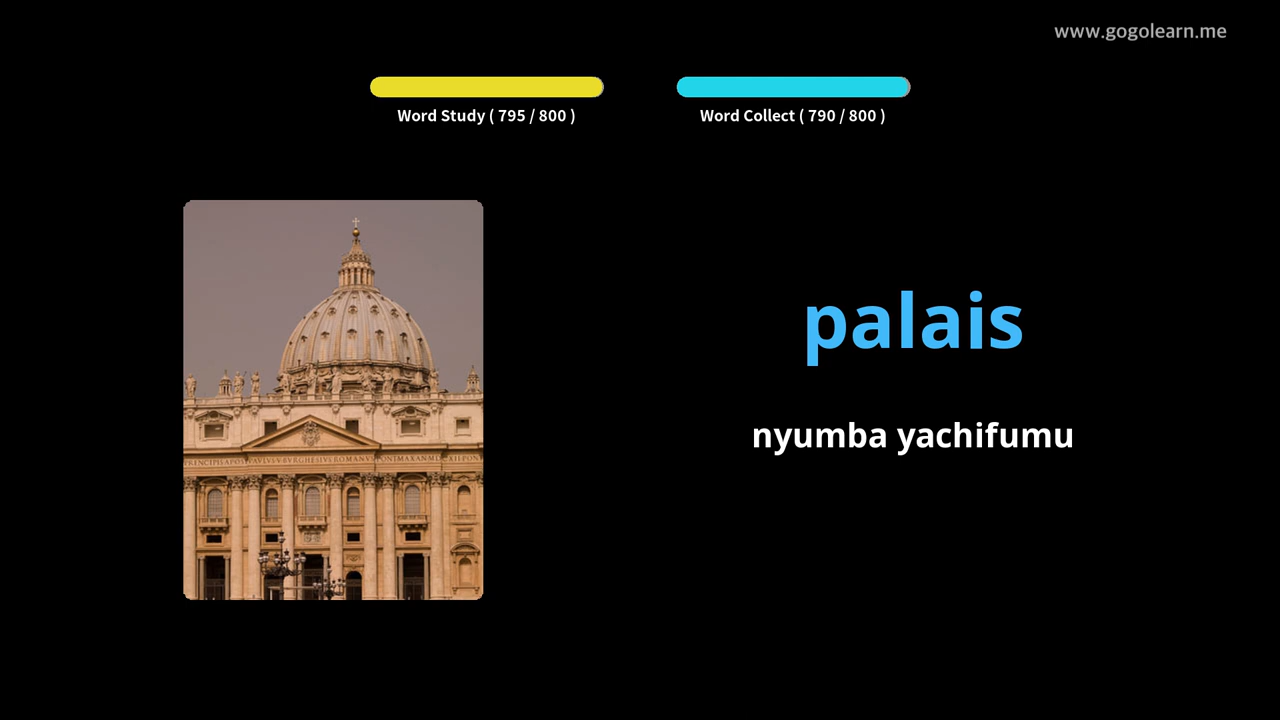 www.gogolearn.me
Word Study ( 795 / 800 )
Word Collect ( 790 / 800 )
palais
nyumba yachifumu